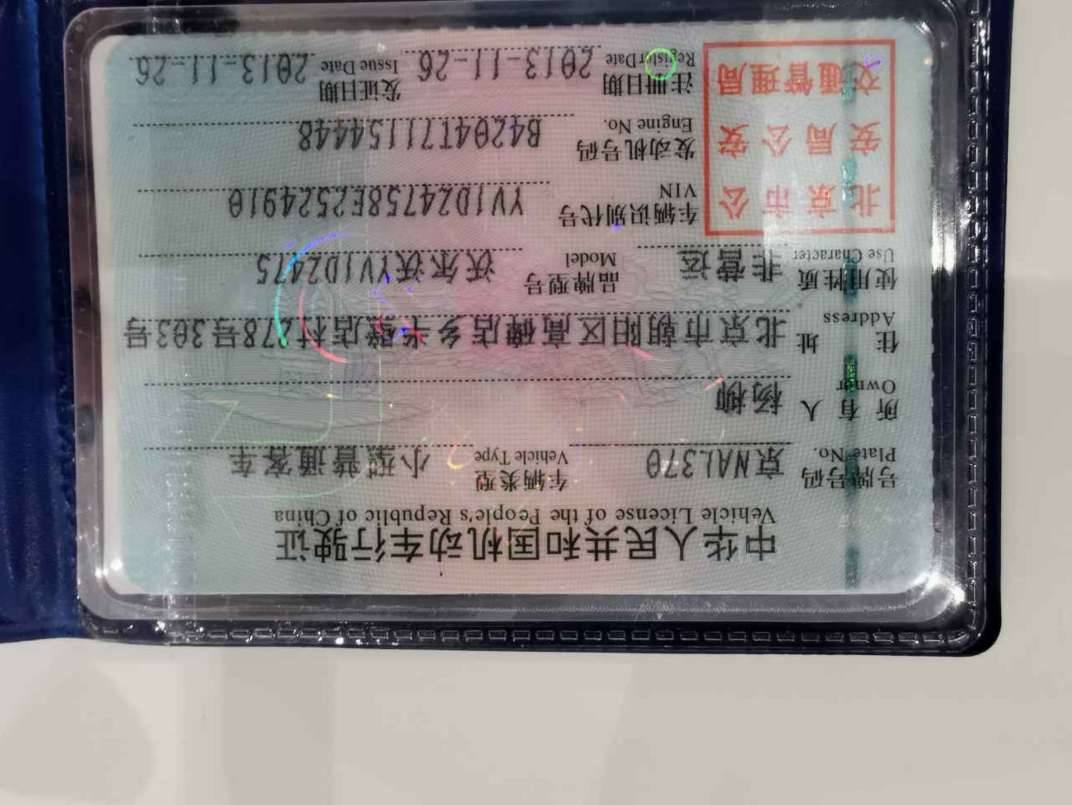 中华人民共和国机动车行驶证
Vehicle License of the People's Republic of China
号牌号码 京NAL370 车辆类型 小型普通客车
Plate No. Vehicle Type
所有人 杨柳
Owner
住址 北京市朝阳区高碑店乡半壁店村278号303号
Address
使用性质 非营运 品牌型号 沃尔沃YV1DZ475
Use Character Model
北京市公 安局公安 交通管理局
车辆识别代号 YV1DZ4758E2524910
VIN
发动机号码 B4204T71154448
Engine No.
注册日期 2013-11-26 发证日期 2013-11-26
Register Date Issue Date